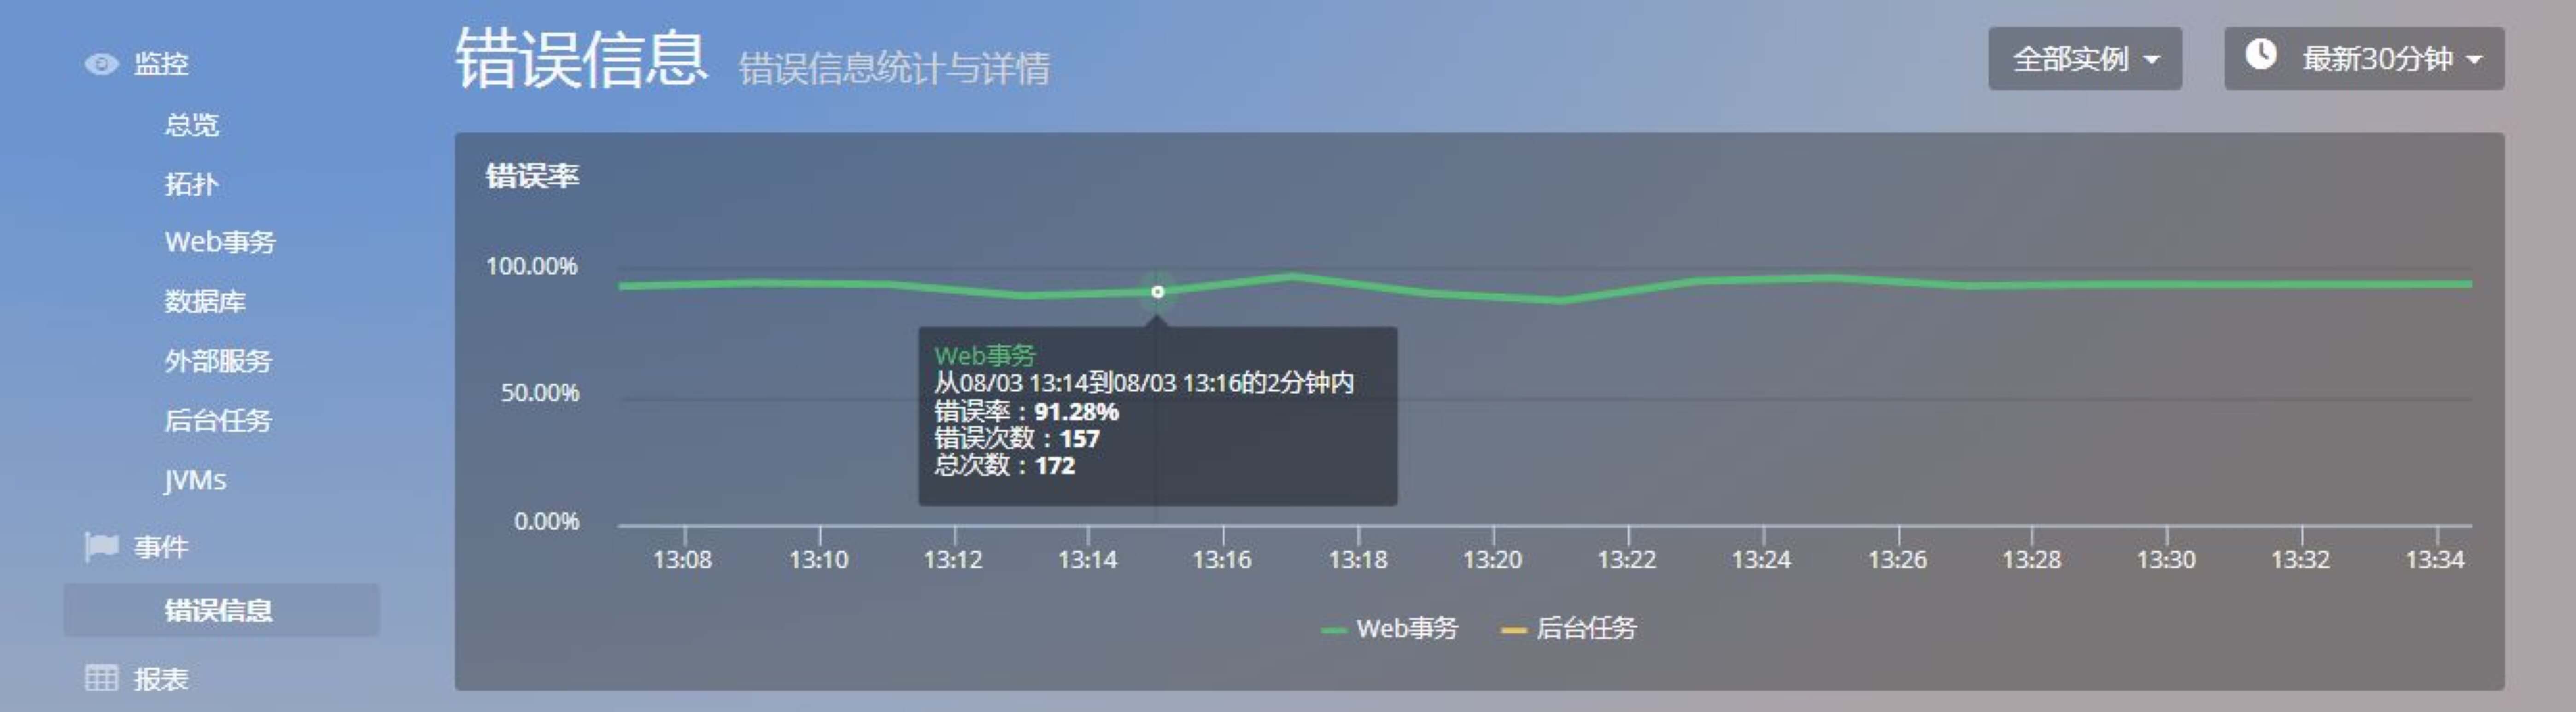 监控
总览
拓扑
Web事务
数据库
外部服务
后台任务
JVMs
事件
错误信息
报表
错误信息 错误信息统计与详情
全部实例
最新30分钟
错误率
100.00%
50.00%
0.00%
Web事务
从08/03 13:14到08/03 13:16的2分钟内
错误率：91.28%
错误次数：157
总次数：172
13:08 13:10 13:12 13:14 13:16 13:18 13:20 13:22 13:24 13:26 13:28 13:30 13:32 13:34
Web事务 后台任务